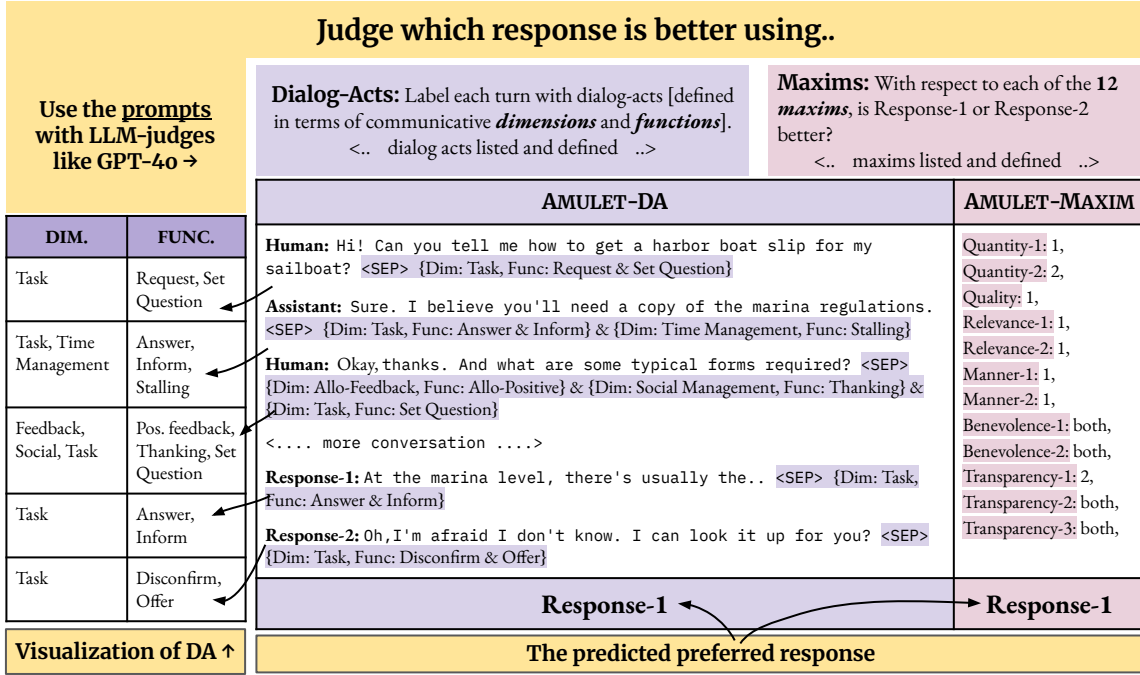 Judge which response is better using..
Use the prompts
with LLM-judges
like GPT-4o →
Dialog-Acts: Label each turn with dialog-acts [defined
in terms of communicative dimensions and functions].
<.. dialog acts listed and defined ..>
Maxims: With respect to each of the 12
maxims, is Response-1 or Response-2
better?
<.. maxims listed and defined ..>
DIM. FUNC.
Task Request, Set
Question
Task, Time Answer,
Management Inform,
Stalling
Feedback, Pos. feedback,
Social, Task Thanking, Set
Question
Task Answer,
Inform
Task Disconfirm,
Offer
Visualization of DA ↑
AMULET-DA
Human: Hi! Can you tell me how to get a harbor boat slip for my
sailboat? <SEP> {Dim: Task, Func: Request & Set Question}
Assistant: Sure. I believe you'll need a copy of the marina regulations.
<SEP> {Dim: Task, Func: Answer & Inform} & {Dim: Time Management, Func: Stalling}
Human: Okay, thanks. And what are some typical forms required? <SEP>
{Dim: Allo-Feedback, Func: Allo-Positive} & {Dim: Social Management, Func: Thanking} &
{Dim: Task, Func: Set Question}
<.... more conversation ....>
Response-1: At the marina level, there's usually the.. <SEP> {Dim: Task,
Func: Answer & Inform}
Response-2: Oh,I'm afraid I don't know. I can look it up for you? <SEP>
{Dim: Task, Func: Disconfirm & Offer}
Response-1
AMULET-MAXIM
Quantity-1: 1,
Quantity-2: 2,
Quality: 1,
Relevance-1: 1,
Relevance-2: 1,
Manner-1: 1,
Manner-2: 1,
Benevolence-1: both,
Benevolence-2: both,
Transparency-1: 2,
Transparency-2: both,
Transparency-3: both,
Response-1
The predicted preferred response